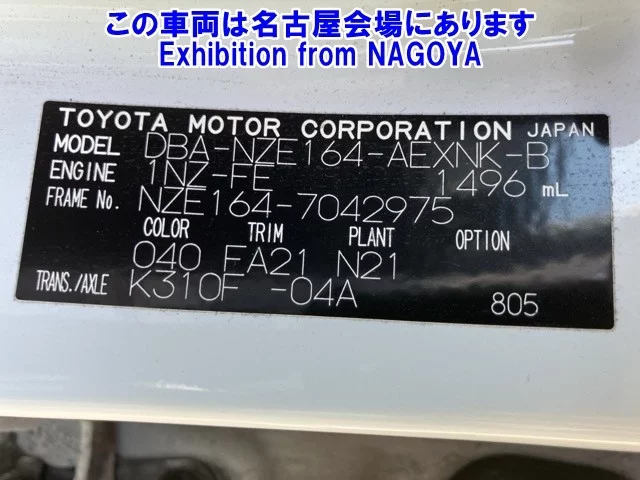 この車両は名古屋会場にあります
Exhibition from NAGOYA
TOYOTA MOTOR CORPORATION JAPAN
MODEL DBA-NZE164-AEXNK-B
ENGINE 1NZ-FE 1496 mL
FRAME No. NZE164-7042975
COLOR TRIM PLANT OPTION
040 EA21 N21
TRANS./AXLE K310F -04A 805